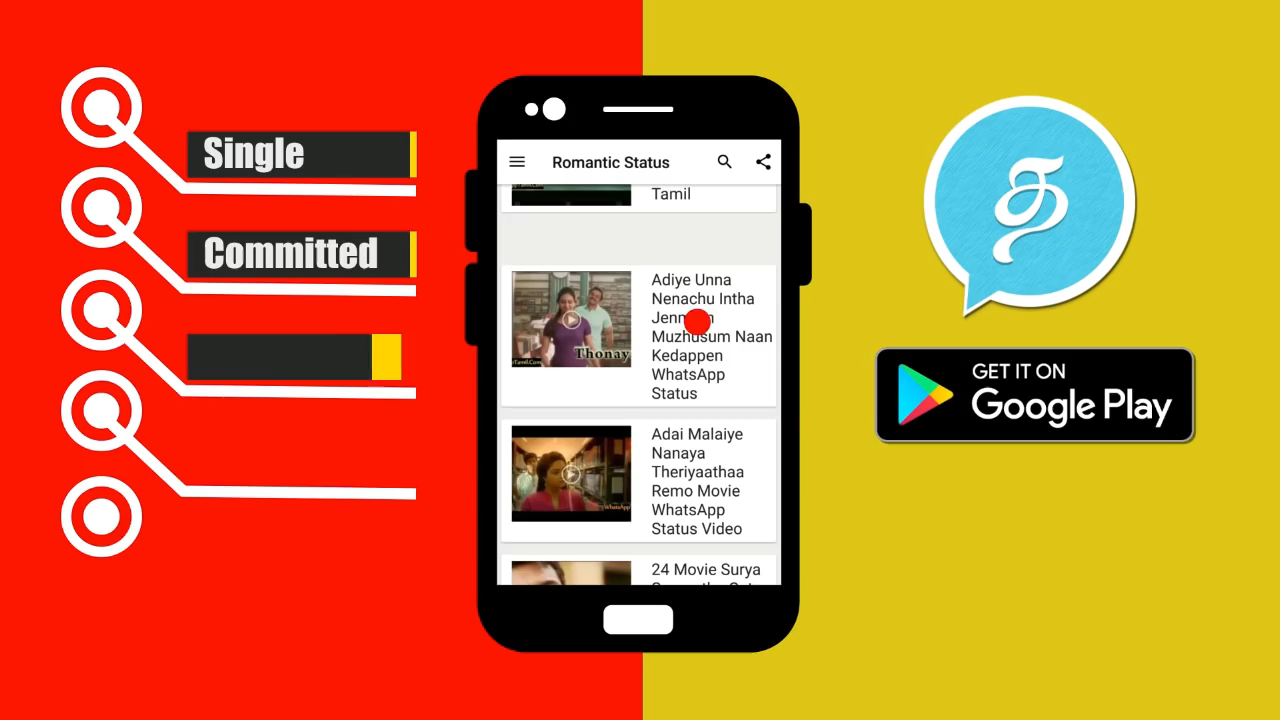 Single
Committed
Romantic Status
Tamil
Adiye Unna
Nenachu Intha
Muzhusum Naan
Kedappen
WhatsApp
Status
Thonay
Adai Malaiye
Nanaya
Theriyaathaa
Remo Movie
WhatsApp
Status Video
WhatsApp
24 Movie Surya
த
GET IT ON
Google Play